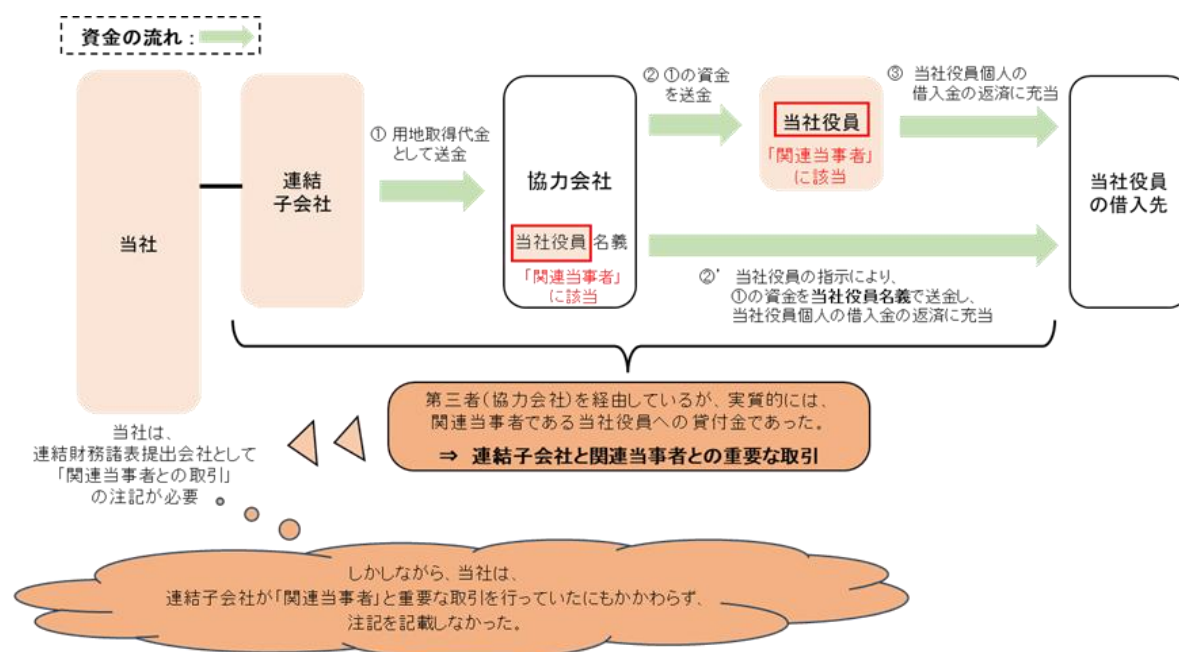 資金の流れ:
当社
連結
子会社
① 用地取得代金
として送金
協力会社
当社役員 名義
「関連当事者」
に該当
② ①の資金
を送金
当社役員
「関連当事者」
に該当
③ 当社役員個人の
借入金の返済に充当
当社役員
の借入先
②’ 当社役員の指示により、
①の資金を当社役員名義で送金し、
当社役員個人の借入金の返済に充当
第三者(協力会社)を経由しているが、実質的には、
関連当事者である当社役員への貸付金であった。
⇒ 連結子会社と関連当事者との重要な取引
当社は、
連結財務諸表提出会社として
「関連当事者との取引」
の注記が必要
しかしながら、当社は、
連結子会社が「関連当事者」と重要な取引を行っていたにもかかわらず、
注記を記載しなかった。